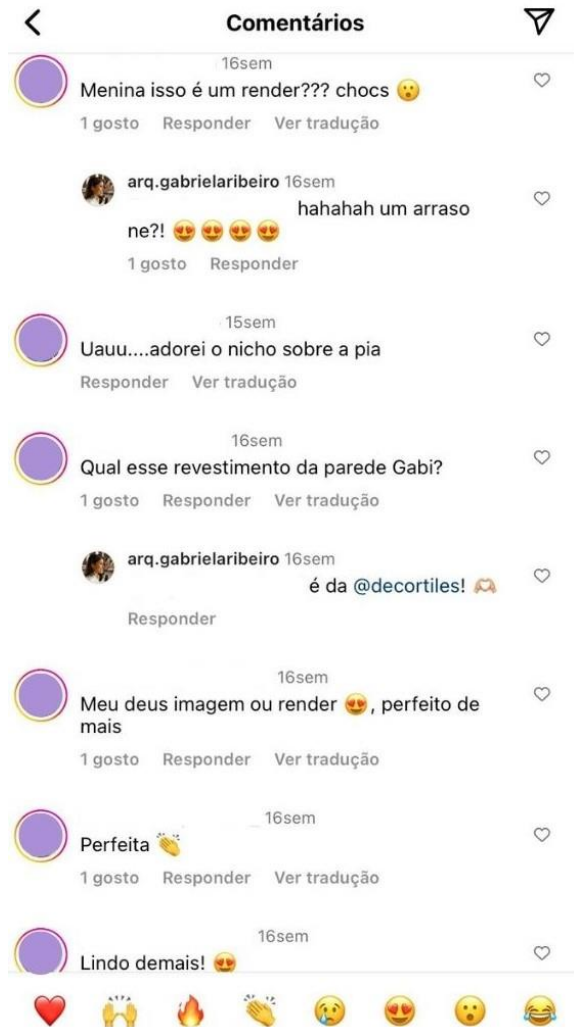 Comentários
16sem
Menina isso é um render??? chocs 😮
1 gosto Responder Ver tradução
arq.gabrielaribeiro 16sem
hahahah um arraso
ne?! 😍😍😍😍
1 gosto Responder
15sem
Uauu....adorei o nicho sobre a pia
Responder Ver tradução
16sem
Qual esse revestimento da parede Gabi?
1 gosto Responder Ver tradução
arq.gabrielaribeiro 16sem
é da @decortiles! 🫶🏼
Responder
16sem
Meu deus imagem ou render 😍, perfeito de
mais
1 gosto Responder Ver tradução
16sem
Perfeita 👏
1 gosto Responder Ver tradução
16sem
Lindo demais! 😍